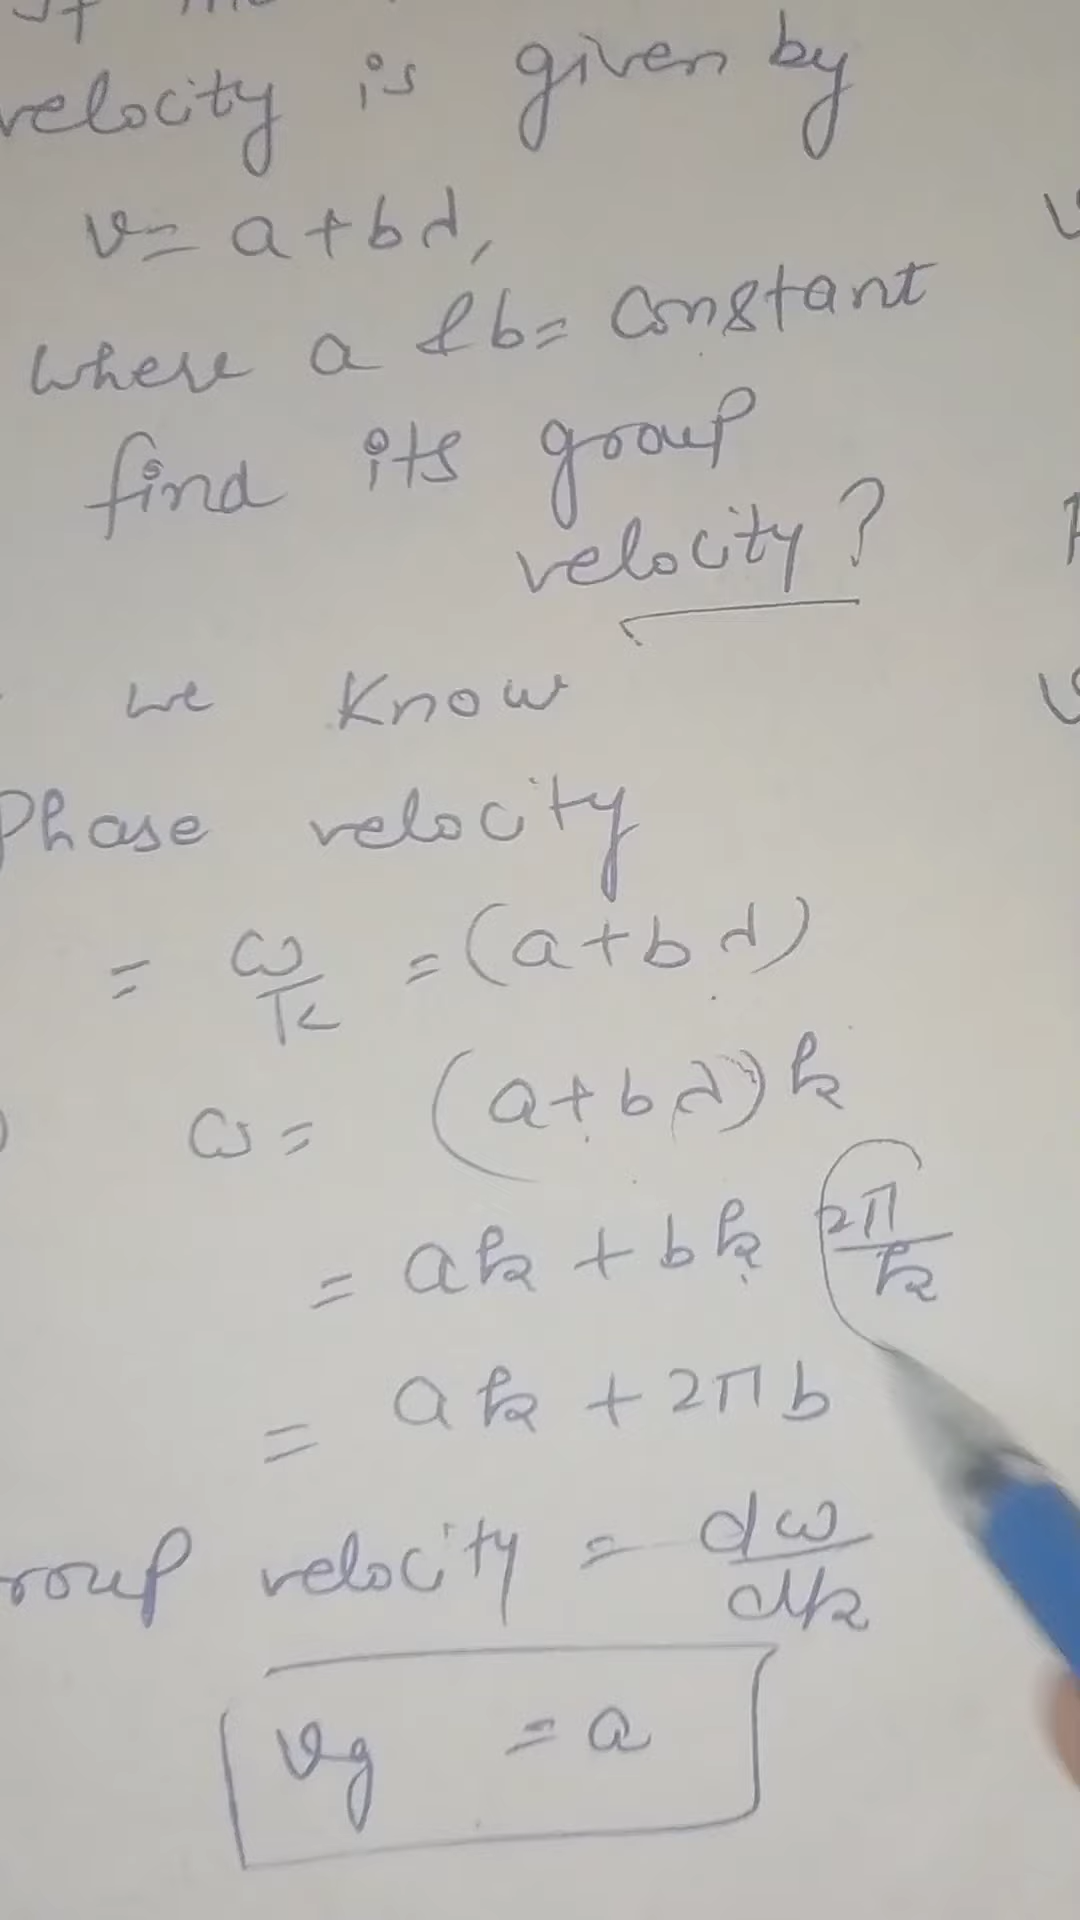 velocity is given by
v = a + bλ,
where a & b = constant
find its group
velocity?
we know
Phase velocity
= ω/k = (a + bλ)
ω = (a + bλ) k
= ak + bk (2π/k
= ak + 2πb
roup velocity = dω/dk
vg = a